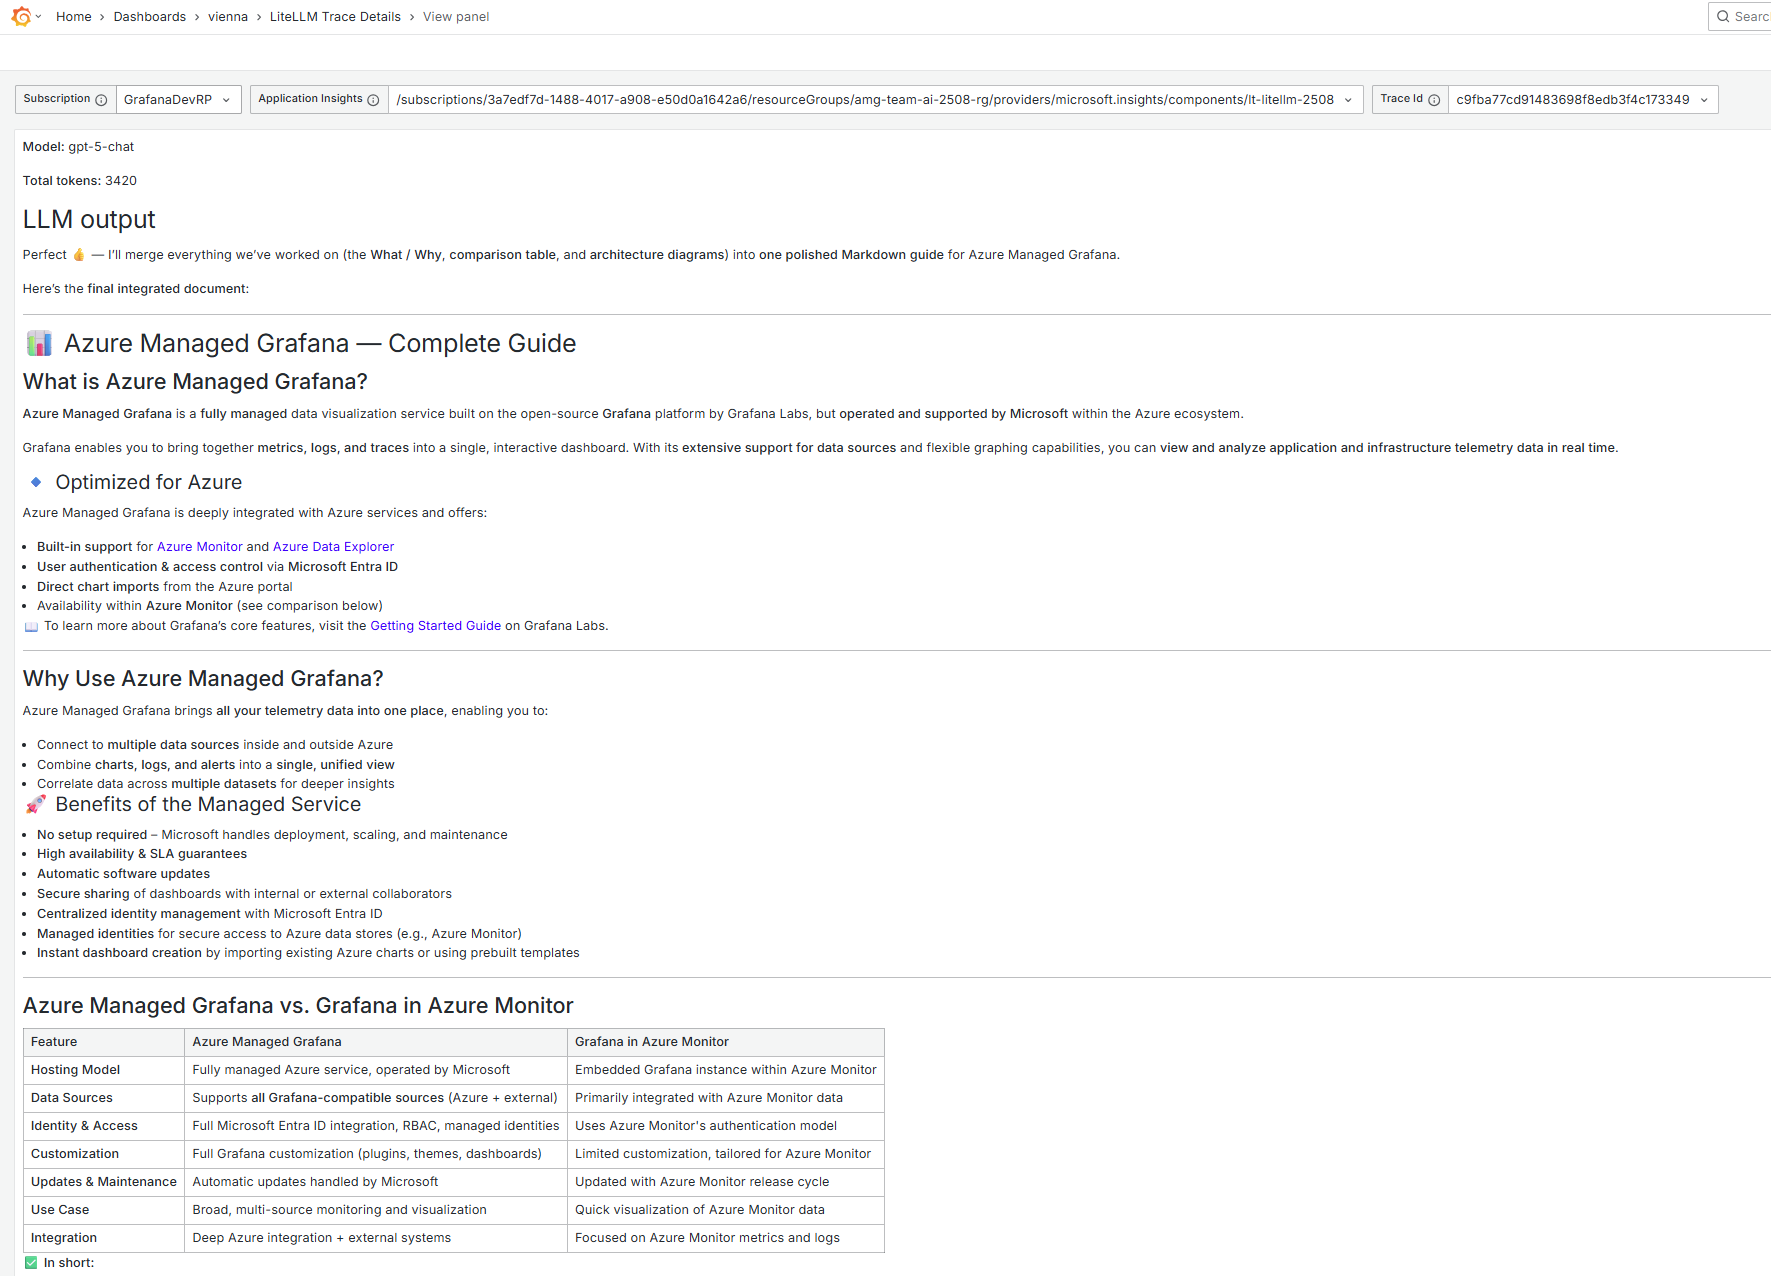 Home › Dashboards › vienna › LiteLLM Trace Details › View panel
Searc
Subscription GrafanaDevRP Application Insights /subscriptions/3a7edf7d-1488-4017-a908-e50d0a1642a6/resourceGroups/amg-team-ai-2508-rg/providers/microsoft.insights/components/lt-litellm-2508 Trace Id c9fba77cd91483698f8edb3f4c173349
Model: gpt-5-chat
Total tokens: 3420
LLM output
Perfect 👍 — I’ll merge everything we’ve worked on (the What / Why, comparison table, and architecture diagrams) into one polished Markdown guide for Azure Managed Grafana.
Here’s the final integrated document:
📊 Azure Managed Grafana — Complete Guide
What is Azure Managed Grafana?
Azure Managed Grafana is a fully managed data visualization service built on the open-source Grafana platform by Grafana Labs, but operated and supported by Microsoft within the Azure ecosystem.
Grafana enables you to bring together metrics, logs, and traces into a single, interactive dashboard. With its extensive support for data sources and flexible graphing capabilities, you can view and analyze application and infrastructure telemetry data in real time.
🔹 Optimized for Azure
Azure Managed Grafana is deeply integrated with Azure services and offers:
• Built-in support for Azure Monitor and Azure Data Explorer
• User authentication & access control via Microsoft Entra ID
• Direct chart imports from the Azure portal
• Availability within Azure Monitor (see comparison below)
📖 To learn more about Grafana’s core features, visit the Getting Started Guide on Grafana Labs.
Why Use Azure Managed Grafana?
Azure Managed Grafana brings all your telemetry data into one place, enabling you to:
• Connect to multiple data sources inside and outside Azure
• Combine charts, logs, and alerts into a single, unified view
• Correlate data across multiple datasets for deeper insights
🚀 Benefits of the Managed Service
• No setup required – Microsoft handles deployment, scaling, and maintenance
• High availability & SLA guarantees
• Automatic software updates
• Secure sharing of dashboards with internal or external collaborators
• Centralized identity management with Microsoft Entra ID
• Managed identities for secure access to Azure data stores (e.g., Azure Monitor)
• Instant dashboard creation by importing existing Azure charts or using prebuilt templates
Azure Managed Grafana vs. Grafana in Azure Monitor
Feature Azure Managed Grafana Grafana in Azure Monitor
Hosting Model Fully managed Azure service, operated by Microsoft Embedded Grafana instance within Azure Monitor
Data Sources Supports all Grafana-compatible sources (Azure + external) Primarily integrated with Azure Monitor data
Identity & Access Full Microsoft Entra ID integration, RBAC, managed identities Uses Azure Monitor's authentication model
Customization Full Grafana customization (plugins, themes, dashboards) Limited customization, tailored for Azure Monitor
Updates & Maintenance Automatic updates handled by Microsoft Updated with Azure Monitor release cycle
Use Case Broad, multi-source monitoring and visualization Quick visualization of Azure Monitor data
Integration Deep Azure integration + external systems Focused on Azure Monitor metrics and logs
✅ In short: